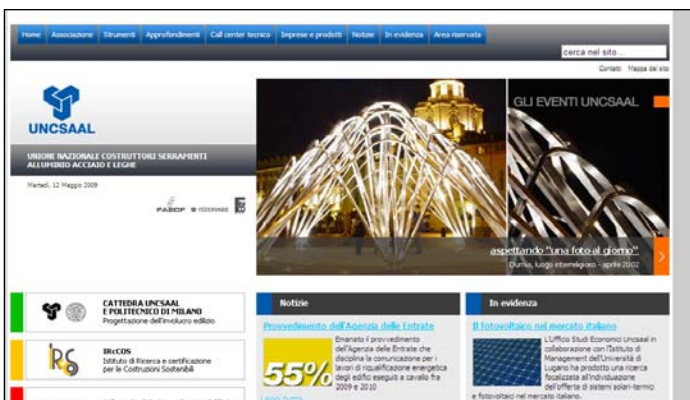 Home Associazione Strumenti Approfondimenti Call center tecnico Imprese e prodotti Notizie In evidenza Area riservata
cerca nel sito...
Contatti Mappa del sito
GLI EVENTI UNCSAAL
UNCSAAL
UNIONE NAZIONALE COSTRUTTORI SERRAMENTI
ALLUMINIO ACCIAIO E LEGHE
Martedì, 12 Maggio 2009
aspettando "una foto al giorno"
luogo interreligioso - aprile 2002
CATTEDRA UNCSAAL
E POLITECNICO DI MILANO
Progettazione dell'involucro edilizio
IRcCOS
Istituto di Ricerca e certificazione
per le Costruzioni Sostenibili
Notizie
Provvedimento dell'Agenzia delle Entrate
55%
Emanato il provvedimento
dell'Agenzia delle Entrate che
disciplina la comunicazione per i
lavori di riqualificazione energetica
degli edifici eseguiti a cavallo fra
2009 e 2010
In evidenza
Il fotovoltaico nel mercato italiano
L'Ufficio Studi Economici Uncsaal in
collaborazione con l'Istituto di
Management dell'Università di
Lugano ha prodotto una ricerca
focalizzata all'individuazione
dell'offerta di sistemi solari-termici
e fotovoltaici nel mercato italiano.